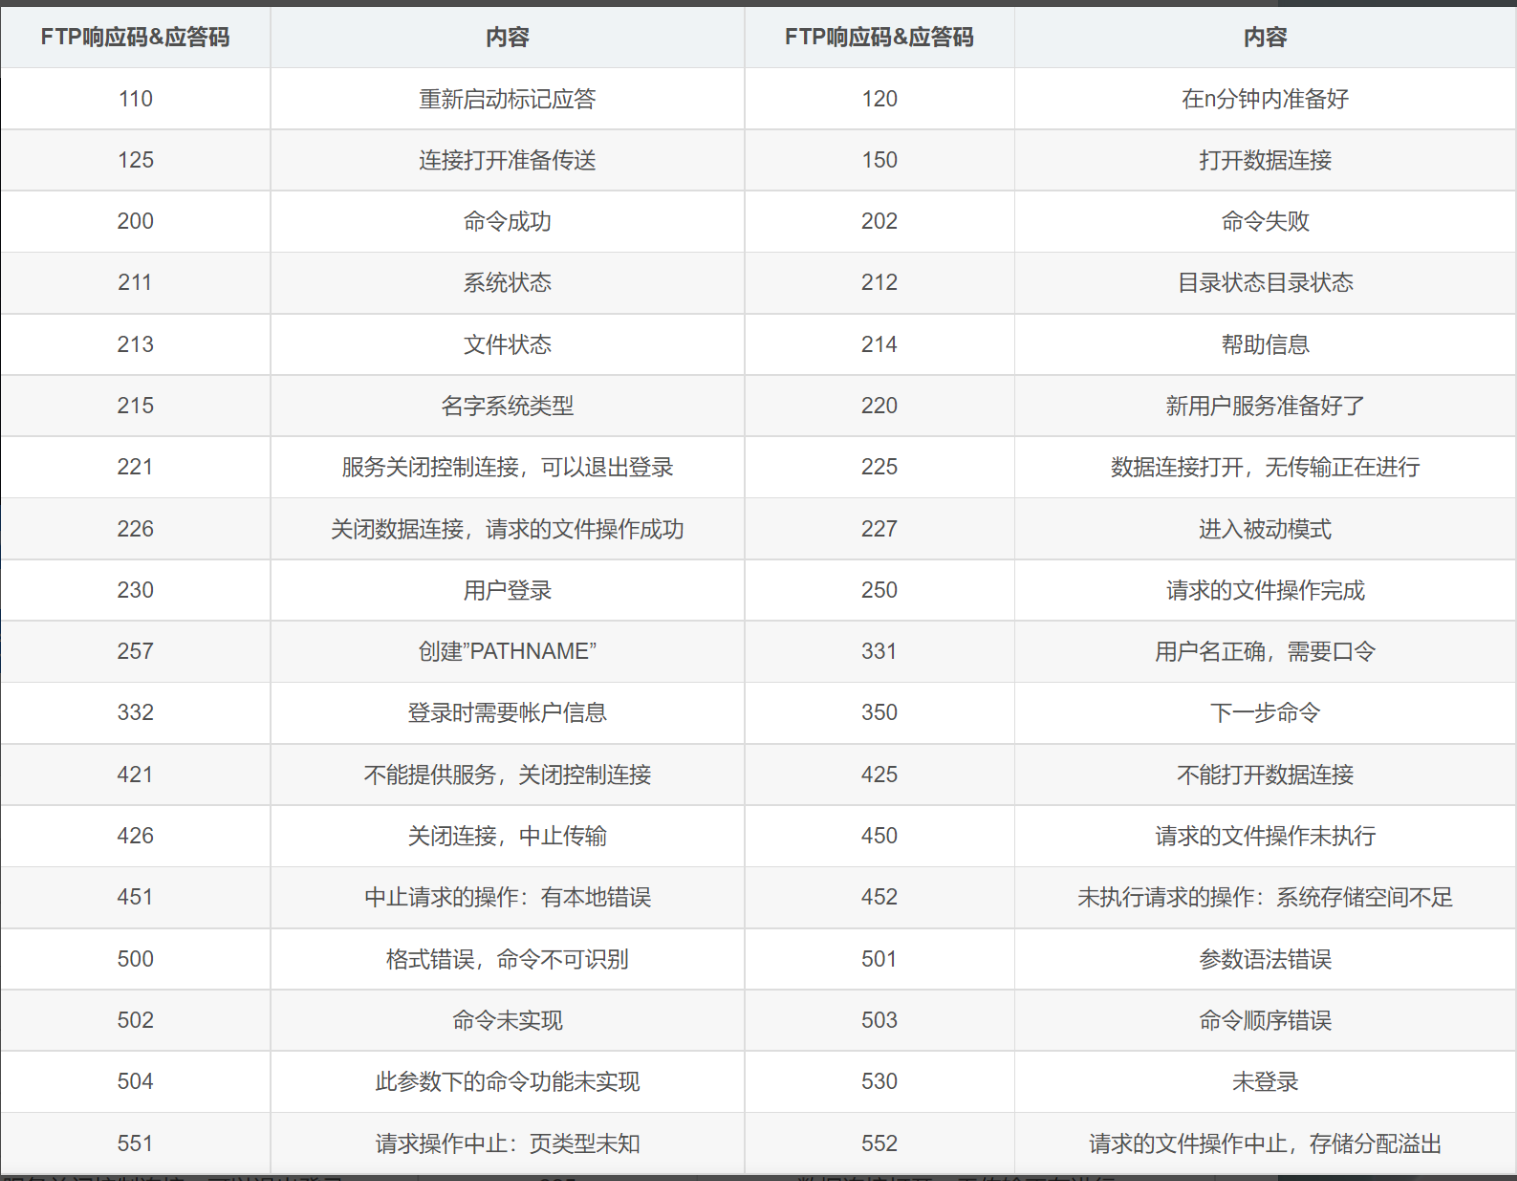 FTP响应码&应答码 内容 FTP响应码&应答码 内容
110 重新启动标记应答 120 在n分钟内准备好
125 连接打开准备传送 150 打开数据连接
200 命令成功 202 命令失败
211 系统状态 212 目录状态目录状态
213 文件状态 214 帮助信息
215 名字系统类型 220 新用户服务准备好了
221 服务关闭控制连接，可以退出登录 225 数据连接打开，无传输正在进行
226 关闭数据连接，请求的文件操作成功 227 进入被动模式
230 用户登录 250 请求的文件操作完成
257 创建”PATHNAME” 331 用户名正确，需要口令
332 登录时需要帐户信息 350 下一步命令
421 不能提供服务，关闭控制连接 425 不能打开数据连接
426 关闭连接，中止传输 450 请求的文件操作未执行
451 中止请求的操作：有本地错误 452 未执行请求的操作：系统存储空间不足
500 格式错误，命令不可识别 501 参数语法错误
502 命令未实现 503 命令顺序错误
504 此参数下的命令功能未实现 530 未登录
551 请求操作中止：页类型未知 552 请求的文件操作中止，存储分配溢出